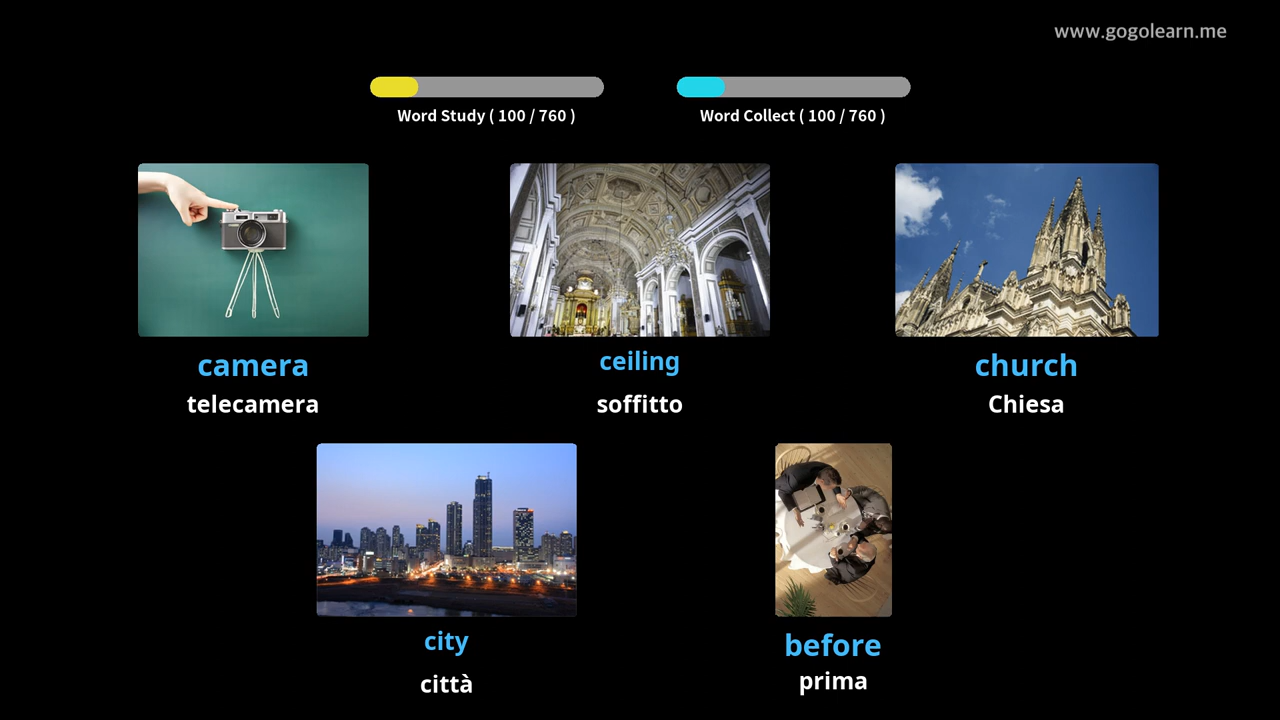 www.gogolearn.me
Word Study ( 100 / 760 )
Word Collect ( 100 / 760 )
camera
telecamera
ceiling
soffitto
church
Chiesa
city
città
before
prima